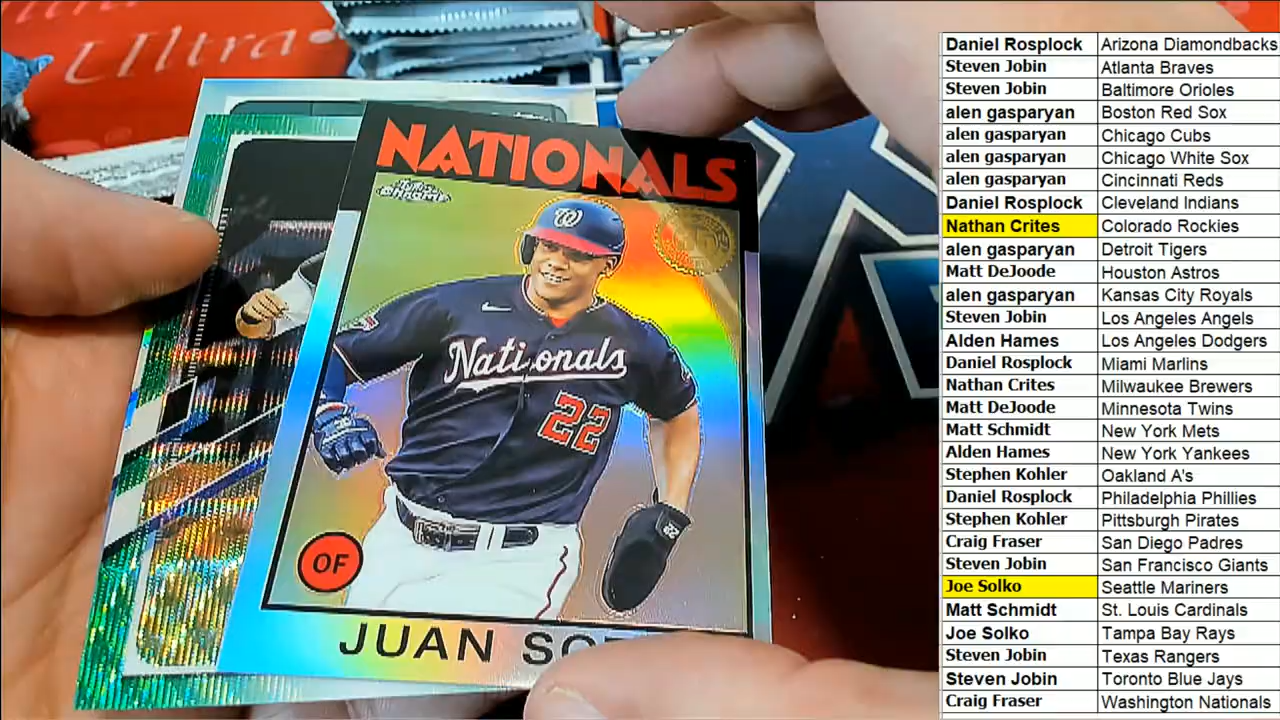 Ultra
NATIONALS
Topps
Chrome
W
Nationals
22
OF
JUAN SO
Daniel Rosplock Arizona Diamondbacks
Steven Jobin Atlanta Braves
Steven Jobin Baltimore Orioles
alen gasparyan Boston Red Sox
alen gasparyan Chicago Cubs
alen gasparyan Chicago White Sox
alen gasparyan Cincinnati Reds
Daniel Rosplock Cleveland Indians
Nathan Crites Colorado Rockies
alen gasparyan Detroit Tigers
Matt DeJoode Houston Astros
alen gasparyan Kansas City Royals
Steven Jobin Los Angeles Angels
Alden Hames Los Angeles Dodgers
Daniel Rosplock Miami Marlins
Nathan Crites Milwaukee Brewers
Matt DeJoode Minnesota Twins
Matt Schmidt New York Mets
Alden Hames New York Yankees
Stephen Kohler Oakland A's
Daniel Rosplock Philadelphia Phillies
Stephen Kohler Pittsburgh Pirates
Craig Fraser San Diego Padres
Steven Jobin San Francisco Giants
Joe Solko Seattle Mariners
Matt Schmidt St. Louis Cardinals
Joe Solko Tampa Bay Rays
Steven Jobin Texas Rangers
Steven Jobin Toronto Blue Jays
Craig Fraser Washington Nationals